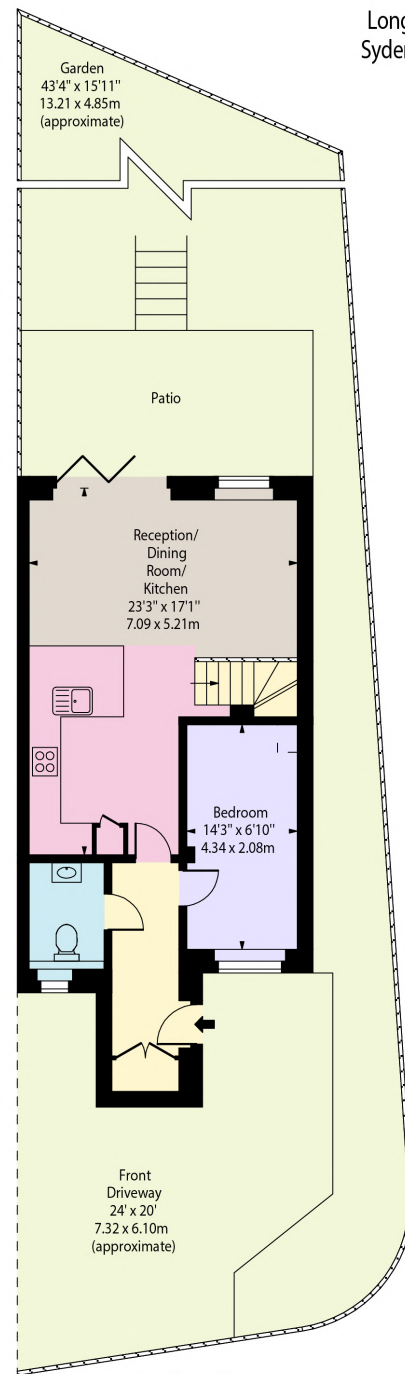 Long
Syder
Garden
43'4" x 15'11"
13.21 x 4.85m
(approximate)
Patio
Reception/
Dining
Room/
Kitchen
23'3" x 17'1"
7.09 x 5.21m
Bedroom
14'3" x 6'10"
4.34 x 2.08m
Front
Driveway
24' x 20'
7.32 x 6.10m
(approximate)